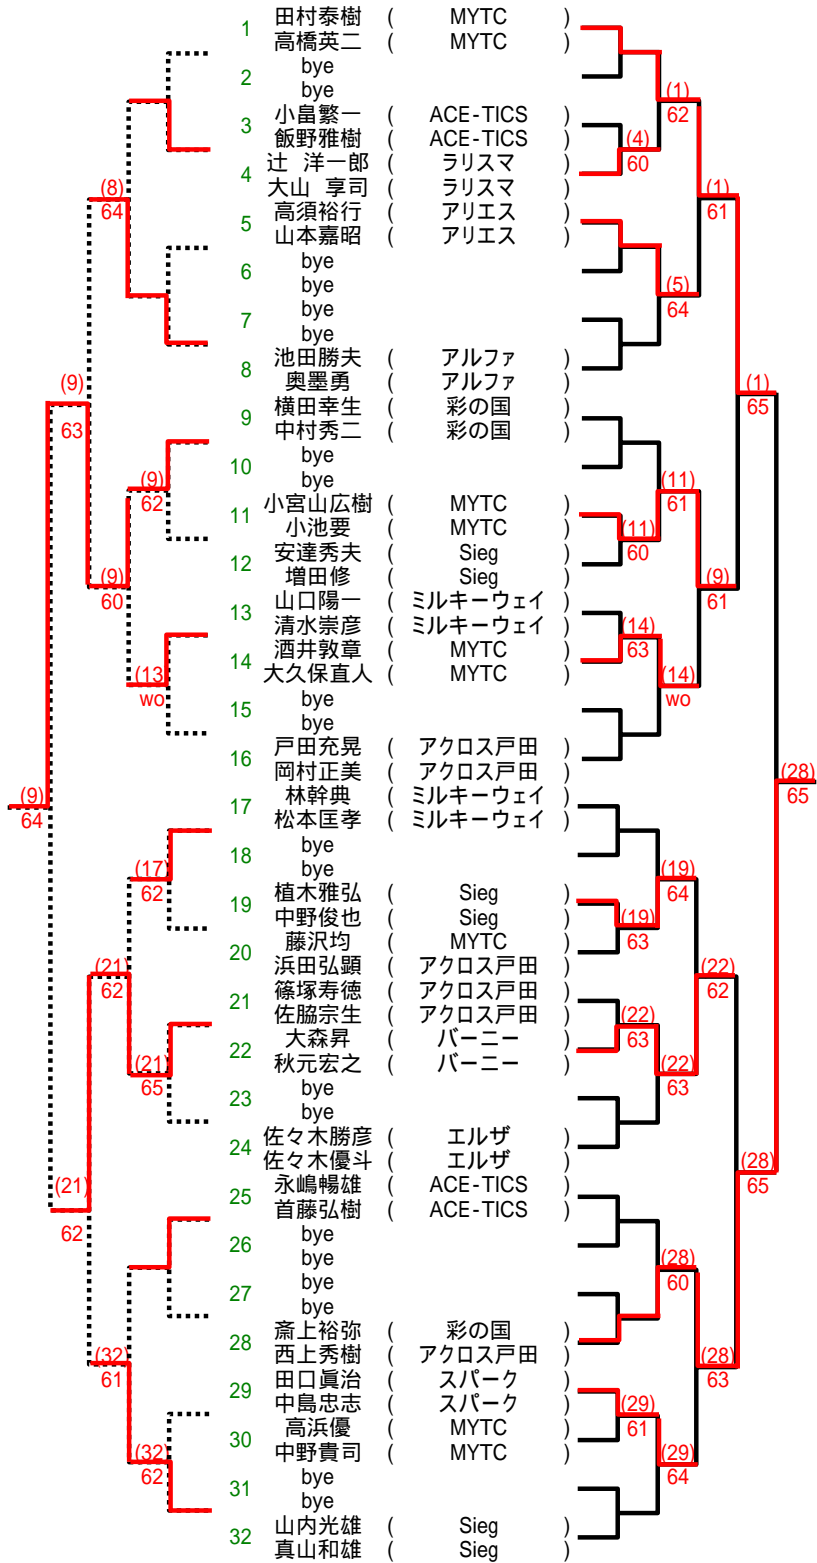 1 田村泰樹 ( MYTC )
高橋英二 ( MYTC )
2 bye
bye
3 小畠繁一 ( ACE-TICS )
飯野雅樹 ( ACE-TICS )
4 辻 洋一郎 ( ラリスマ )
大山 享司 ( ラリスマ )
5 高須裕行 ( アリエス )
山本嘉昭 ( アリエス )
6 bye
bye
7 bye
bye
8 池田勝夫 ( アルファ )
奥墨勇 ( アルファ )
9 横田幸生 ( 彩の国 )
中村秀二 ( 彩の国 )
10 bye
bye
11 小宮山広樹 ( MYTC )
小池要 ( MYTC )
12 安達秀夫 ( Sieg )
増田修 ( Sieg )
13 山口陽一 ( ミルキーウェイ )
清水崇彦 ( ミルキーウェイ )
14 酒井敦章 ( MYTC )
大久保直人 ( MYTC )
15 bye
bye
16 戸田充晃 ( アクロス戸田 )
岡村正美 ( アクロス戸田 )
17 林幹典 ( ミルキーウェイ )
松本匡孝 ( ミルキーウェイ )
18 bye
bye
19 植木雅弘 ( Sieg )
中野俊也 ( Sieg )
20 藤沢均 ( MYTC )
浜田弘顕 ( アクロス戸田 )
21 篠塚寿徳 ( アクロス戸田 )
佐脇宗生 ( アクロス戸田 )
22 大森昇 ( バーニー )
秋元宏之 ( バーニー )
23 bye
bye
24 佐々木勝彦 ( エルザ )
佐々木優斗 ( エルザ )
25 永嶋暢雄 ( ACE-TICS )
首藤弘樹 ( ACE-TICS )
26 bye
bye
27 bye
bye
28 斎上裕弥 ( 彩の国 )
西上秀樹 ( アクロス戸田 )
29 田口眞治 ( スパーク )
中島忠志 ( スパーク )
30 高浜優 ( MYTC )
中野貴司 ( MYTC )
31 bye
bye
32 山内光雄 ( Sieg )
真山和雄 ( Sieg )
(8)
64
(9)
63
(9)
62
(9)
60
(13)
wo
(9)
64
(17)
62
(21)
62
(21)
65
(21)
62
(32)
61
(32)
62
(1)
62
(4)
60
(1)
61
(5)
64
(1)
65
(11)
61
(11)
60
(9)
61
(14)
63
(14)
wo
(28)
65
(19)
64
(19)
63
(22)
62
(22)
63
(22)
63
(28)
65
(28)
60
(28)
63
(29)
61
(29)
64